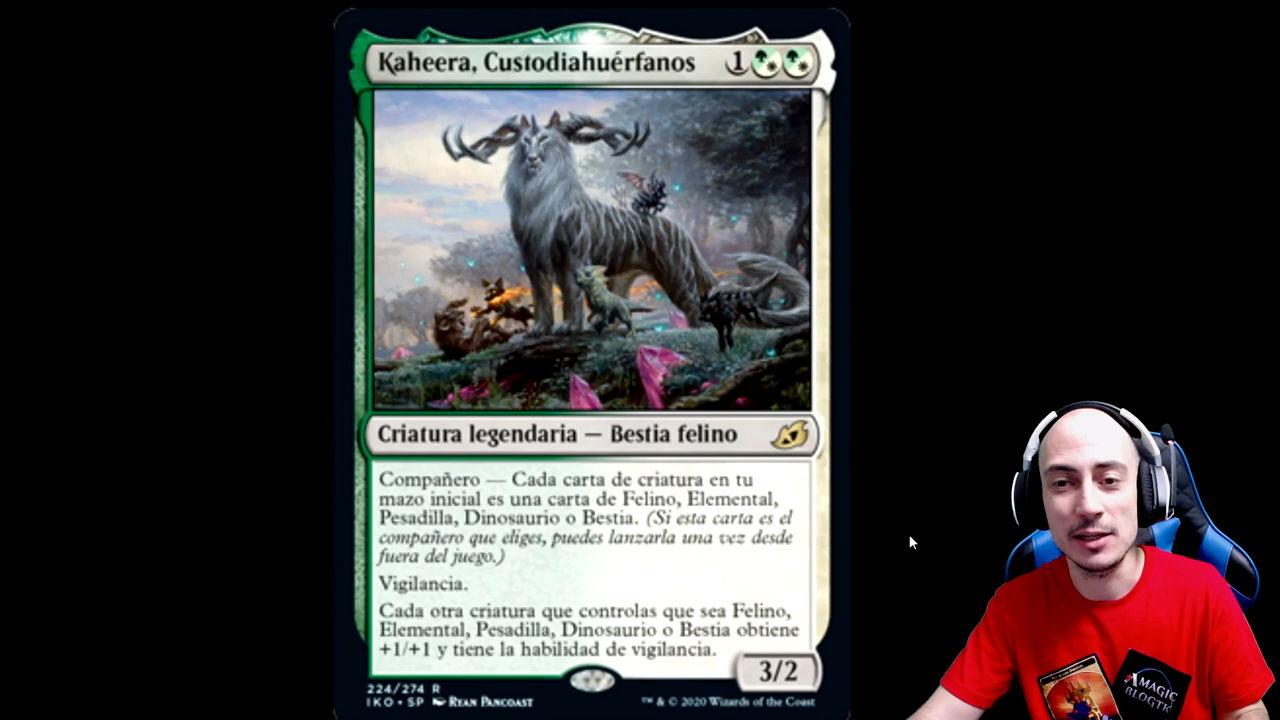 Kaheera, Custodiahuérfanos 1
Criatura legendaria — Bestia felino
Compañero — Cada carta de criatura en tu
mazo inicial es una carta de Felino, Elemental,
Pesadilla, Dinosaurio o Bestia. (Si esta carta es el
compañero que eliges, puedes lanzarla una vez desde
fuera del juego.)
Vigilancia.
Cada otra criatura que controlas que sea Felino,
Elemental, Pesadilla, Dinosaurio o Bestia obtiene
+1/+1 y tiene la habilidad de vigilancia.
3/2
224/274 R
IKO • SP Ryan Pancoast
™ & © 2020 Wizards of the Coast
MAGIC
BLOGTK